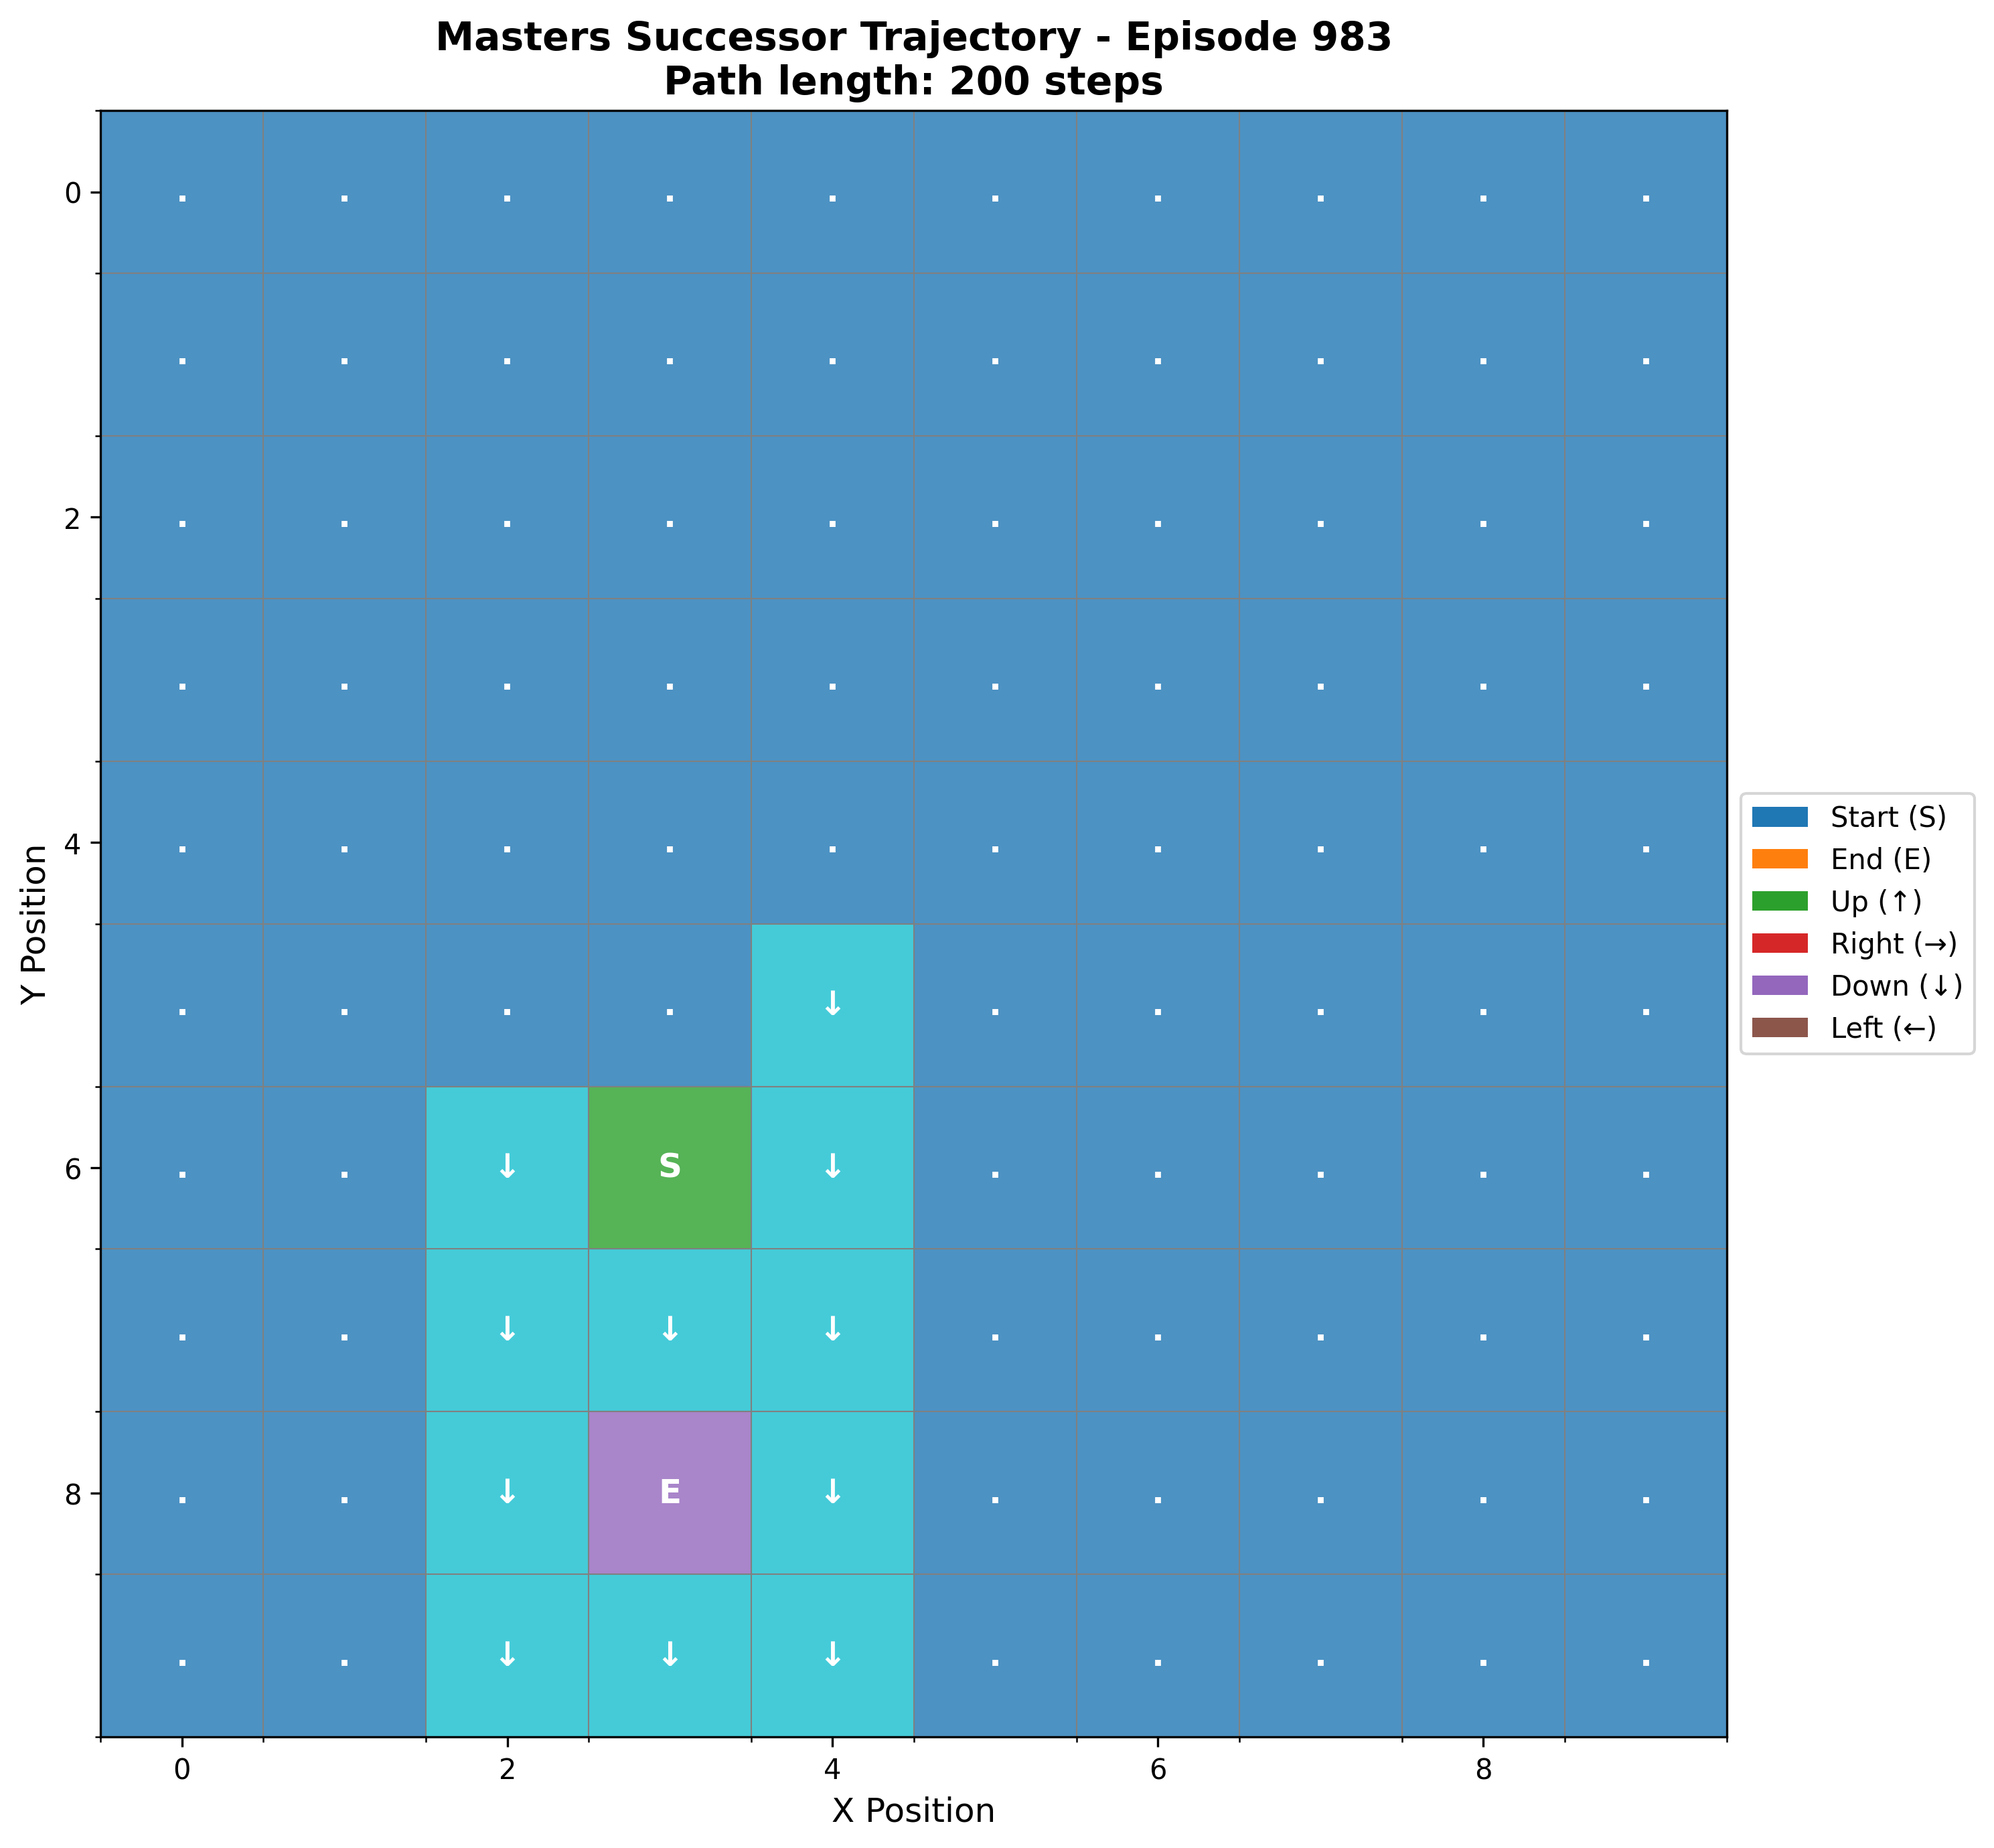 Masters Successor Trajectory - Episode 983
Path length: 200 steps
0
. . . . . . . . . .
. . . . . . . . . .
2
. . . . . . . . . .
. . . . . . . . . .
Y Position
4
. . . . . . . . . .
. . . . ↓ . . . . .
6
. . ↓ S ↓ . . . . .
. . ↓ ↓ ↓ . . . . .
8
. . ↓ E ↓ . . . . .
. . ↓ ↓ ↓ . . . . .
0 2 4 6 8
X Position
Start (S)
End (E)
Up (↑)
Right (→)
Down (↓)
Left (←)